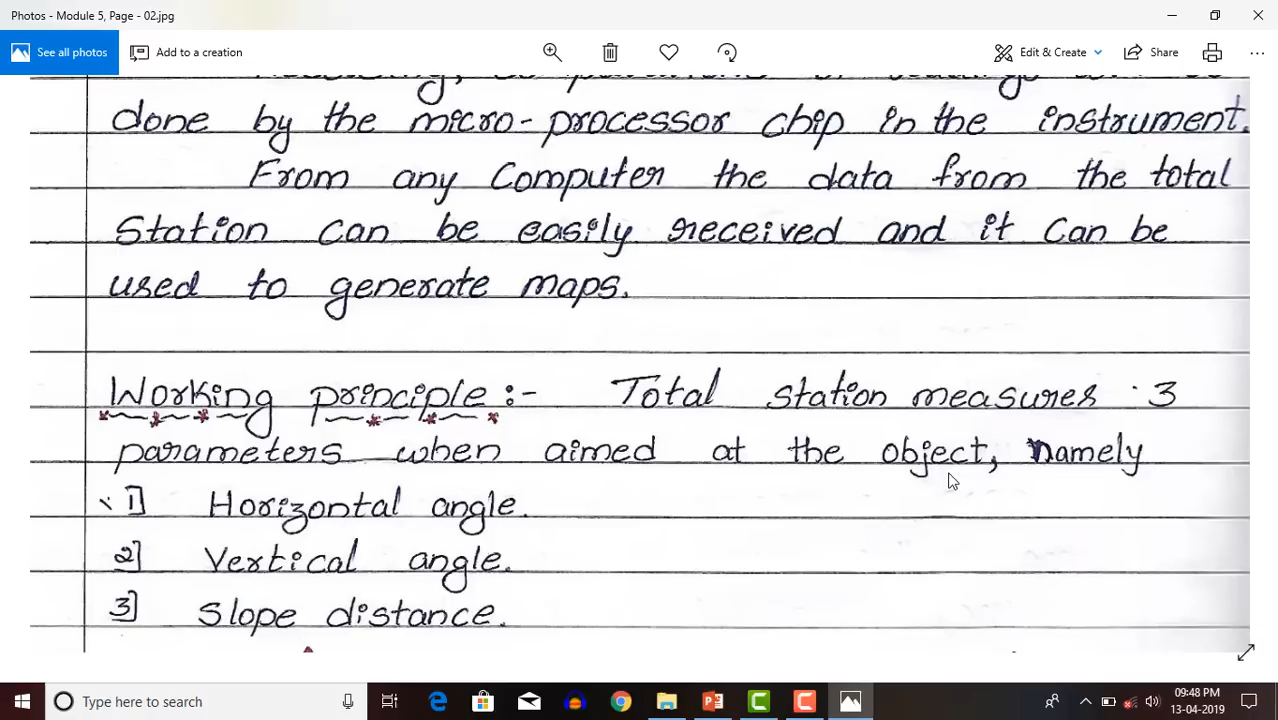 Photos - Module 5, Page - 02.jpg
See all photos
Add to a creation
Edit & Create
Share
done by the micro-processor chip in the instrument.
From any Computer the data from the total
Station Can be easily received and it Can be
used to generate maps.
Working principle :- Total station measures 3
parameters when aimed at the object, namely
1] Horizontal angle.
2] Vertical angle.
3] Slope distance.
Type here to search
09:48 PM
13-04-2019